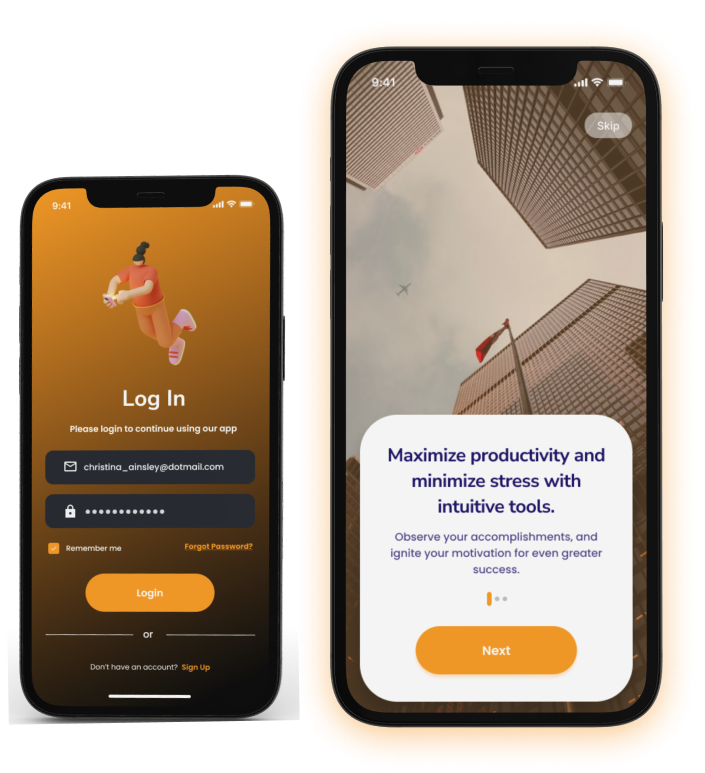 9:41
Log In
Please login to continue using our app
christina_ainsley@dotmail.com
Remember me
Forgot Password?
Login
or
Don't have an account? Sign Up
9:41
Skip
Maximize productivity and
minimize stress with
intuitive tools.
Observe your accomplishments, and
ignite your motivation for even greater
success.
Next